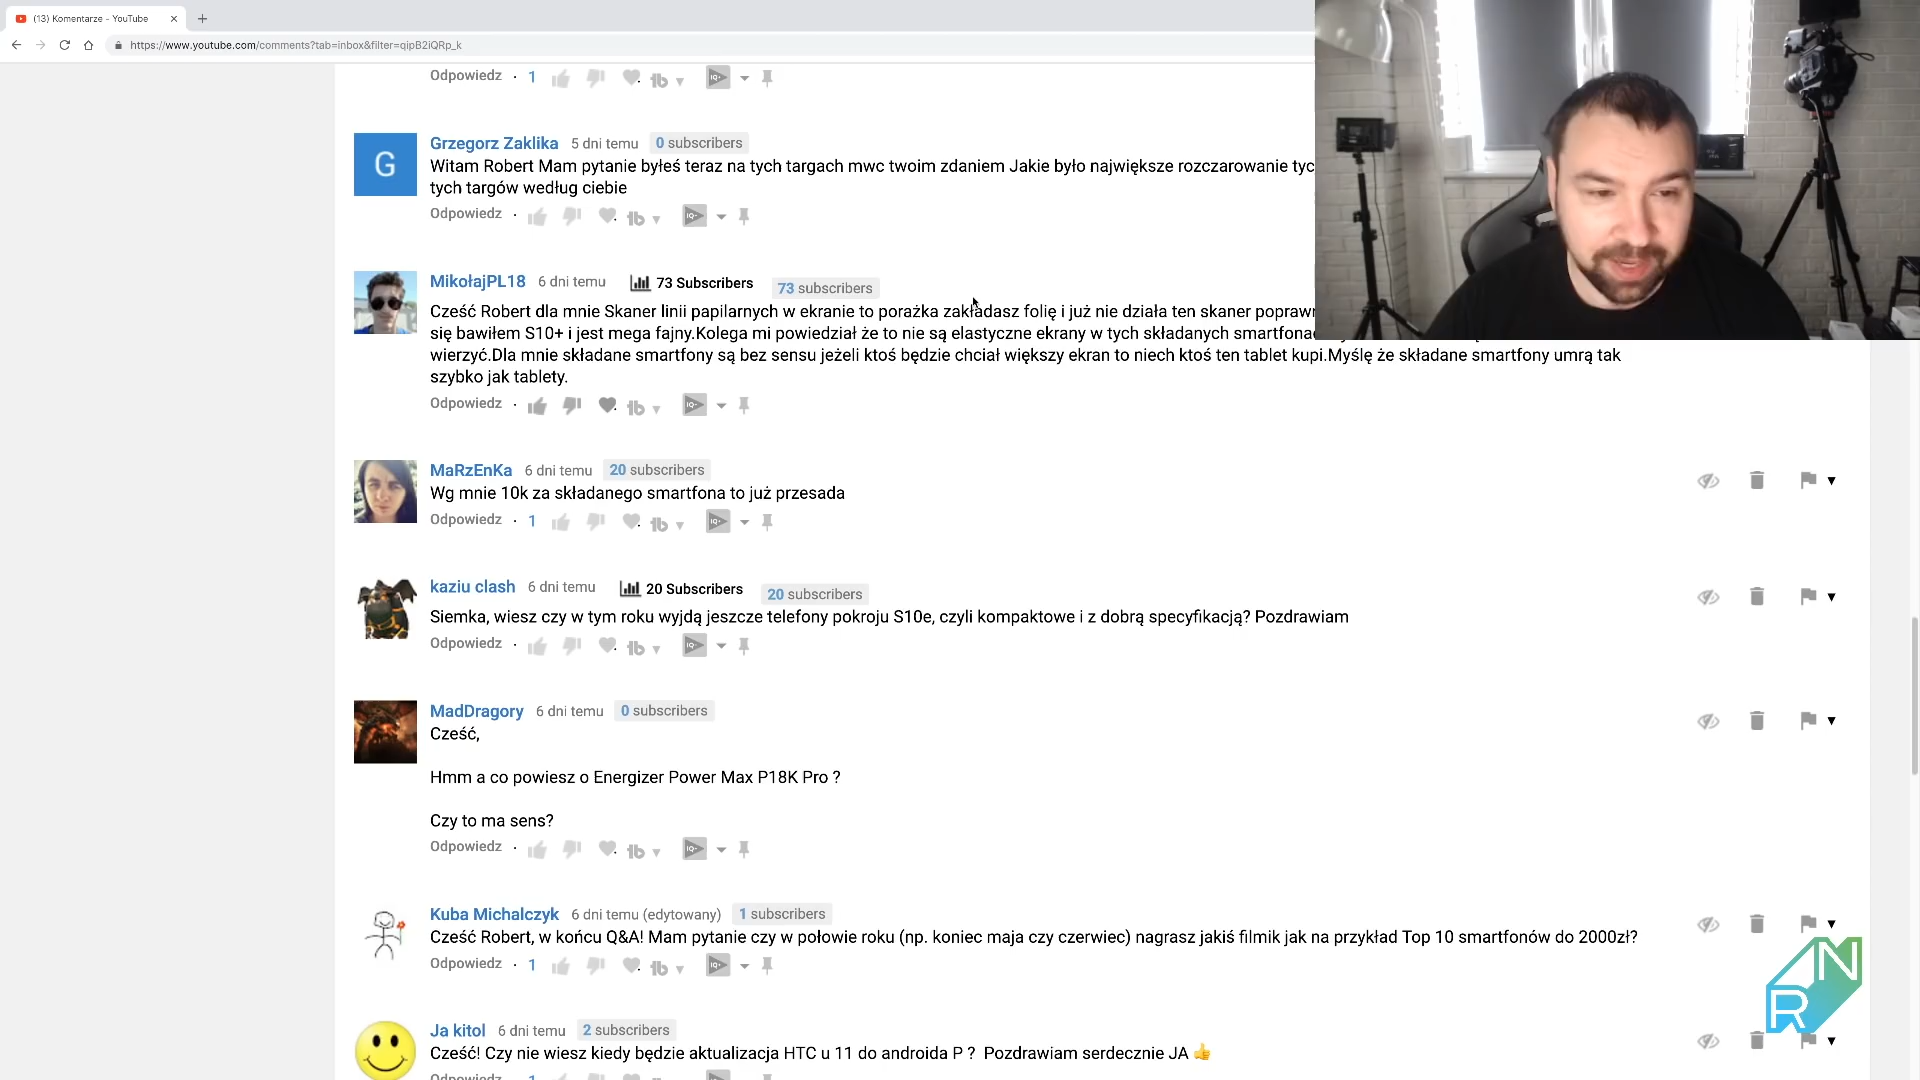 (13) Komentarze - YouTube
https://www.youtube.com/comments?tab=inbox&filter=qipB2iQRp_k
Odpowiedz · 1
Grzegorz Zaklika 5 dni temu 0 subscribers
G
Witam Robert Mam pytanie byłeś teraz na tych targach mwc twoim zdaniem Jakie było największe rozczarowanie tyc
tych targów według ciebie
Odpowiedz ·
MikołajPL18 6 dni temu 73 Subscribers 73 subscribers
Cześć Robert dla mnie Skaner linii papilarnych w ekranie to porażka zakładasz folię i już nie działa ten skaner popraw
się bawiłem S10+ i jest mega fajny.Kolega mi powiedział że to nie są elastyczne ekrany w tych składanych smartfona
wierzyć.Dla mnie składane smartfony są bez sensu jeżeli ktoś będzie chciał większy ekran to niech ktoś ten tablet kupi.Myślę że składane smartfony umrą tak
szybko jak tablety.
Odpowiedz ·
MaRzEnKa 6 dni temu 20 subscribers
Wg mnie 10k za składanego smartfona to już przesada
Odpowiedz · 1
kaziu clash 6 dni temu 20 Subscribers 20 subscribers
Siemka, wiesz czy w tym roku wyjdą jeszcze telefony pokroju S10e, czyli kompaktowe i z dobrą specyfikacją? Pozdrawiam
Odpowiedz ·
MadDragory 6 dni temu 0 subscribers
Cześć,
Hmm a co powiesz o Energizer Power Max P18K Pro ?
Czy to ma sens?
Odpowiedz ·
Kuba Michalczyk 6 dni temu (edytowany) 1 subscribers
Cześć Robert, w końcu Q&A! Mam pytanie czy w połowie roku (np. koniec maja czy czerwiec) nagrasz jakiś filmik jak na przykład Top 10 smartfonów do 2000zł?
Odpowiedz · 1
RN
Ja kitol 6 dni temu 2 subscribers
Cześć! Czy nie wiesz kiedy będzie aktualizacja HTC u 11 do androida P ? Pozdrawiam serdecznie JA 👍
Odpowiedz · 1